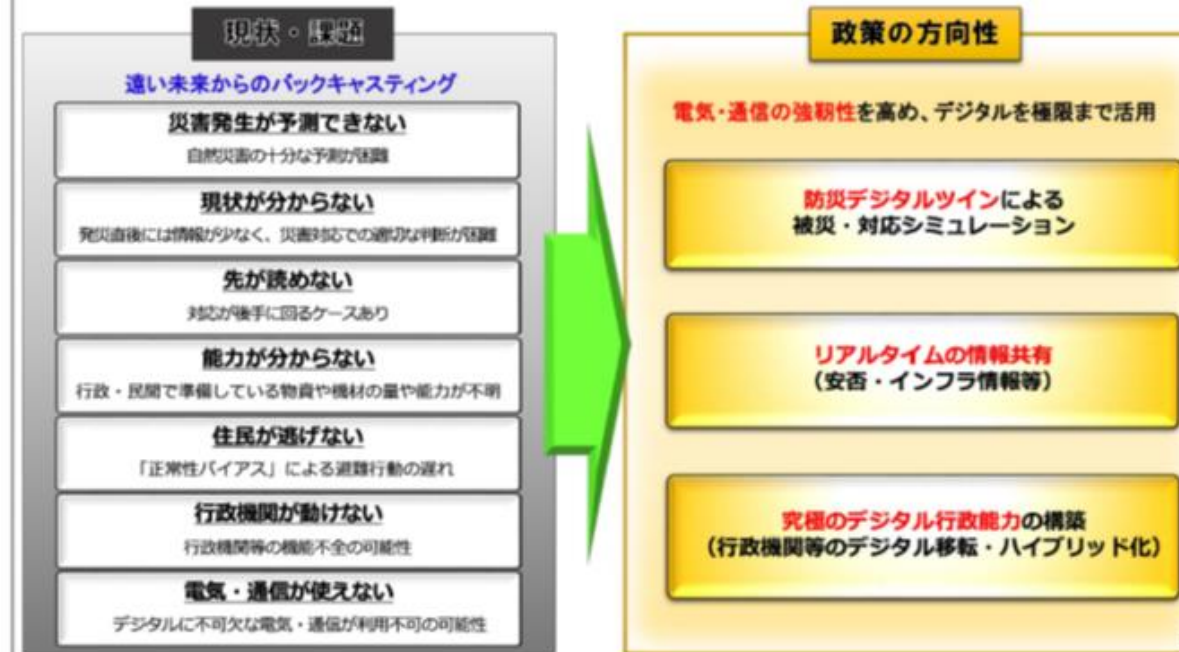 現状・課題
遠い未来からのバックキャスティング
災害発生が予測できない
自然災害の十分な予測が困難
現状が分からない
発災直後には情報が少なく、災害対応での適切な判断が困難
先が読めない
対応が後手に回るケースあり
能力が分からない
行政・民間で準備している物資や機材の量や能力が不明
住民が逃げない
「正常性バイアス」による避難行動の遅れ
行政機関が動けない
行政機関等の機能不全の可能性
電気・通信が使えない
デジタルに不可欠な電気・通信が利用不可の可能性
政策の方向性
電気・通信の強靭性を高め、デジタルを極限まで活用
防災デジタルツインによる
被災・対応シミュレーション
リアルタイムの情報共有
（安否・インフラ情報等）
究極のデジタル行政能力の構築
（行政機関等のデジタル移転・ハイブリッド化）